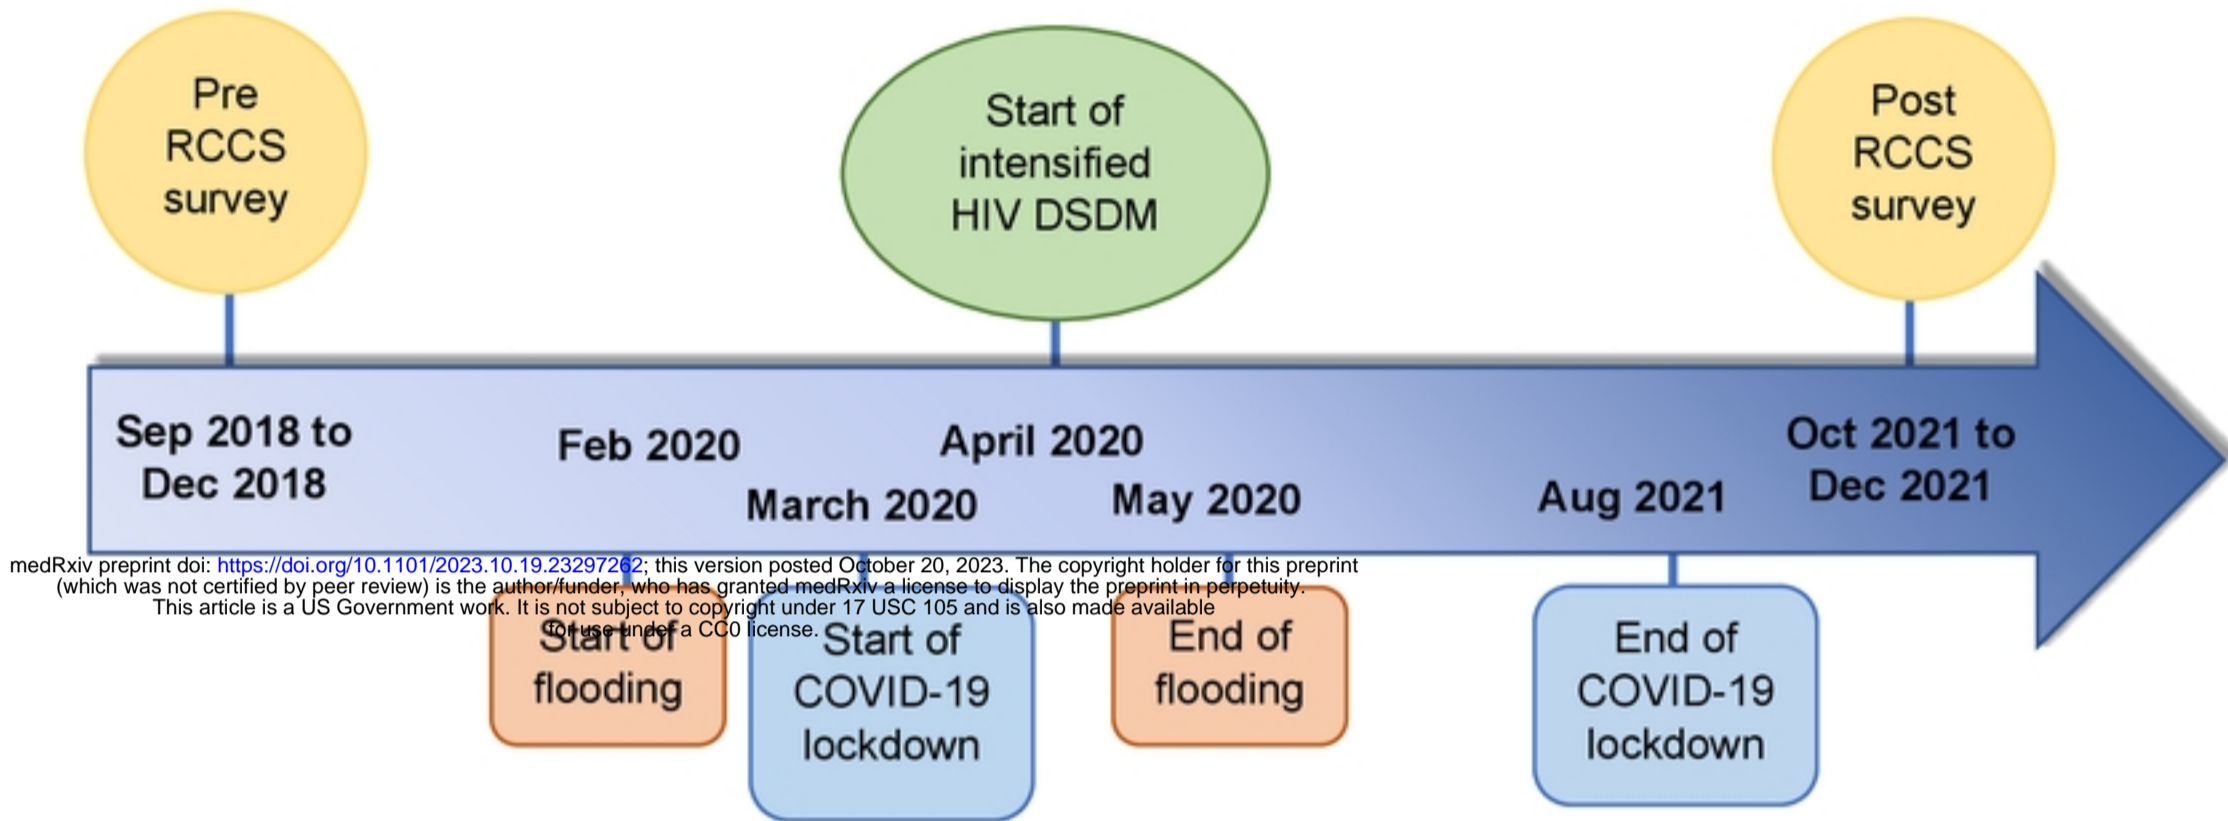 Pre
RCCS
survey
Start of
intensified
HIV DSDM
Post
RCCS
survey
Sep 2018 to
Dec 2018
Feb 2020
March 2020
April 2020
May 2020
Aug 2021
Oct 2021 to
Dec 2021
medRxiv preprint doi: https://doi.org/10.1101/2023.10.19.23297262; this version posted October 20, 2023. The copyright holder for this preprint
(which was not certified by peer review) is the author/funder, who has granted medRxiv a license to display the preprint in perpetuity.
This article is a US Government work. It is not subject to copyright under 17 USC 105 and is also made available
for use under a CC0 license.
Start of
flooding
Start of
COVID-19
lockdown
End of
flooding
End of
COVID-19
lockdown